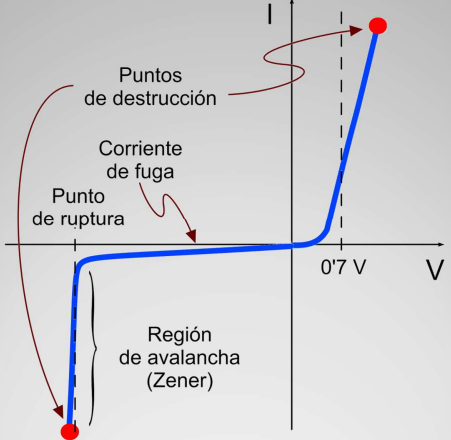 I
Puntos
de destrucción
Corriente
de fuga
Punto
de ruptura
0'7 V
V
Región
de avalancha
(Zener)